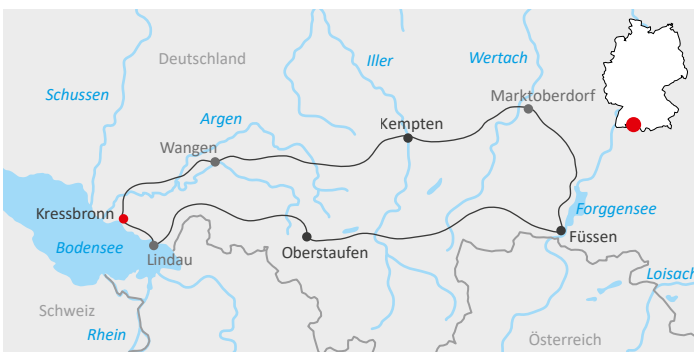 Deutschland
Iller
Wertach
Schussen
Marktoberdorf
Argen
Kempten
Wangen
Kressbronn
Forggensee
Bodensee
Füssen
Lindau
Oberstaufen
Loisach
Schweiz
Rhein
Österreich